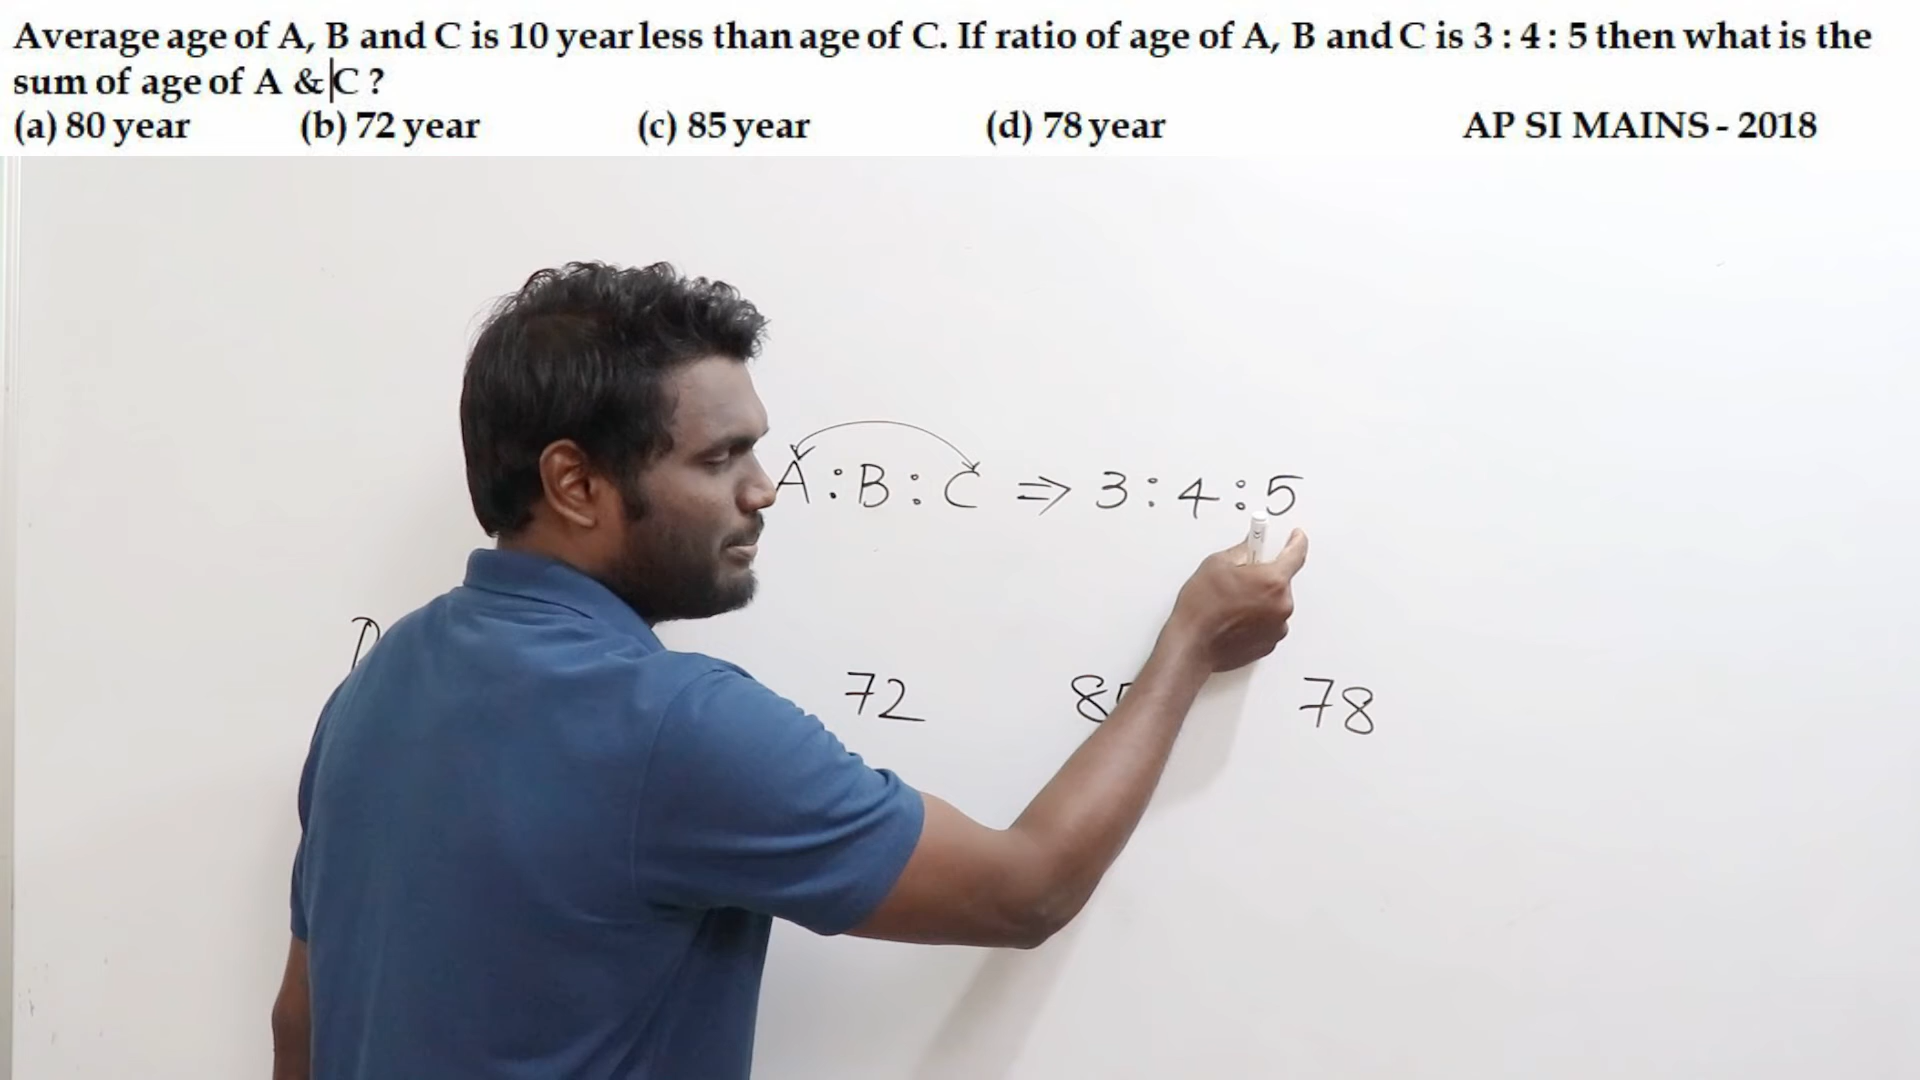 Average age of A, B and C is 10 year less than age of C. If ratio of age of A, B and C is 3 : 4 : 5 then what is the
sum of age of A & C ?
(a) 80 year (b) 72 year (c) 85 year (d) 78 year AP SI MAINS - 2018
A : B : C ⇒ 3 : 4 : 5
72 78